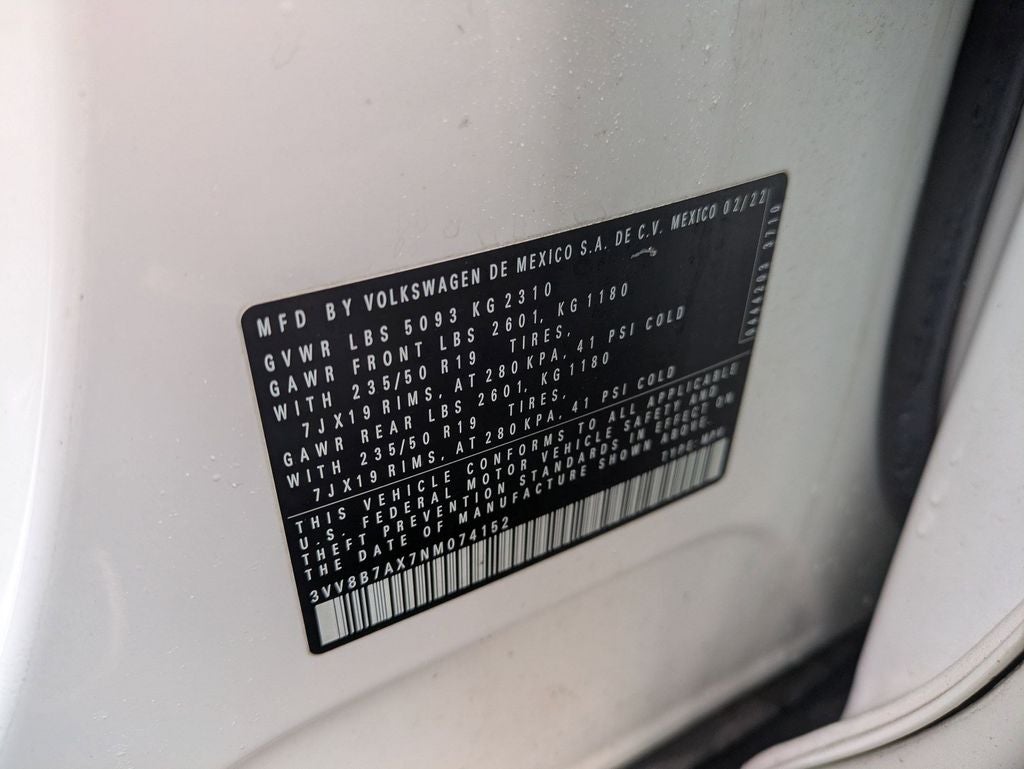 MFD BY VOLKSWAGEN DE MEXICO S.A. DE C.V. MEXICO 02/22
GVWR LBS 5093 KG 2310
GAWR FRONT LBS 2601, KG 1180
WITH 235/50 R19 TIRES,
7JX19 RIMS, AT 280KPA, 41 PSI COLD
GAWR REAR LBS 2601, KG 1180
WITH 235/50 R19 TIRES,
7JX19 RIMS, AT 280KPA, 41 PSI COLD
THIS VEHICLE CONFORMS TO ALL APPLICABLE
U.S. FEDERAL MOTOR VEHICLE SAFETY AND
THEFT PREVENTION STANDARDS IN EFFECT ON
THE DATE OF MANUFACTURE SHOWN ABOVE.
3VV8B7AX7NM074152 TYPE: